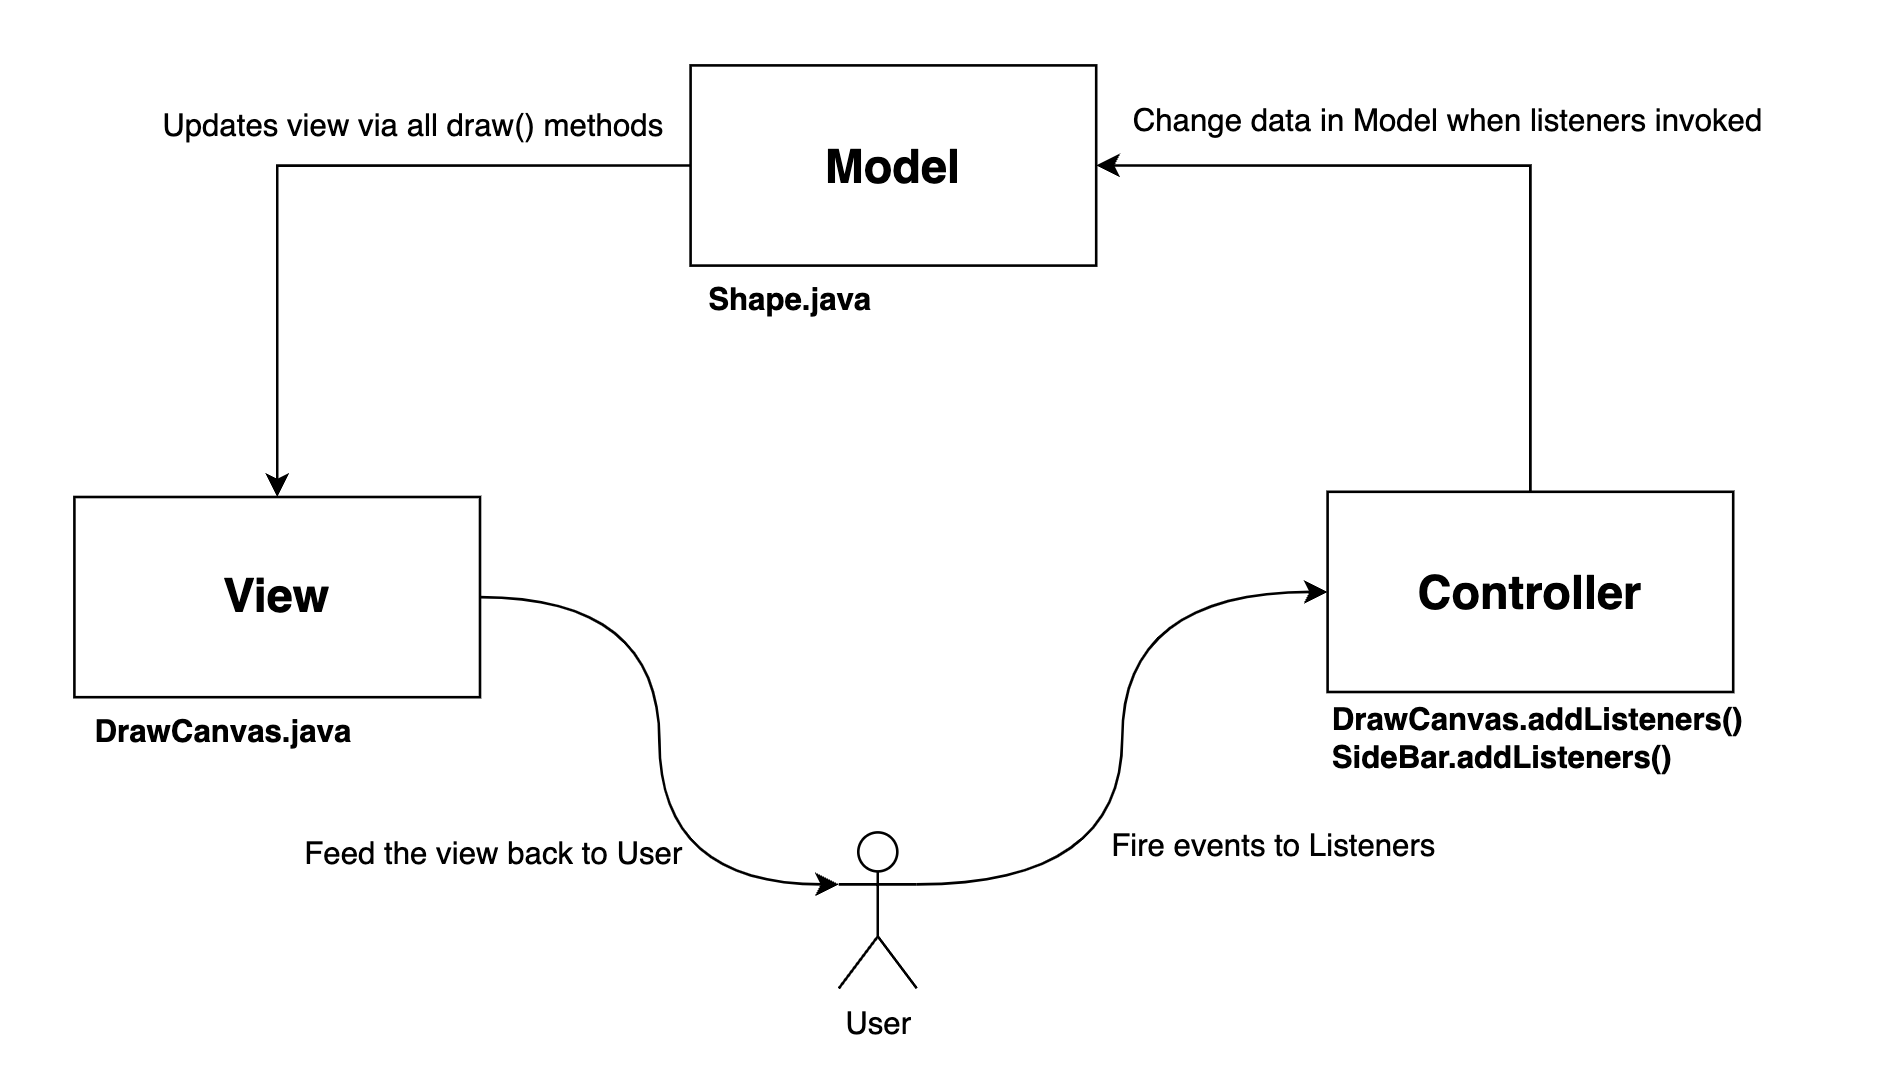 Updates view via all draw() methods
Model
Change data in Model when listeners invoked
Shape.java
View
DrawCanvas.java
Controller
DrawCanvas.addListeners()
SideBar.addListeners()
Feed the view back to User
Fire events to Listeners
User